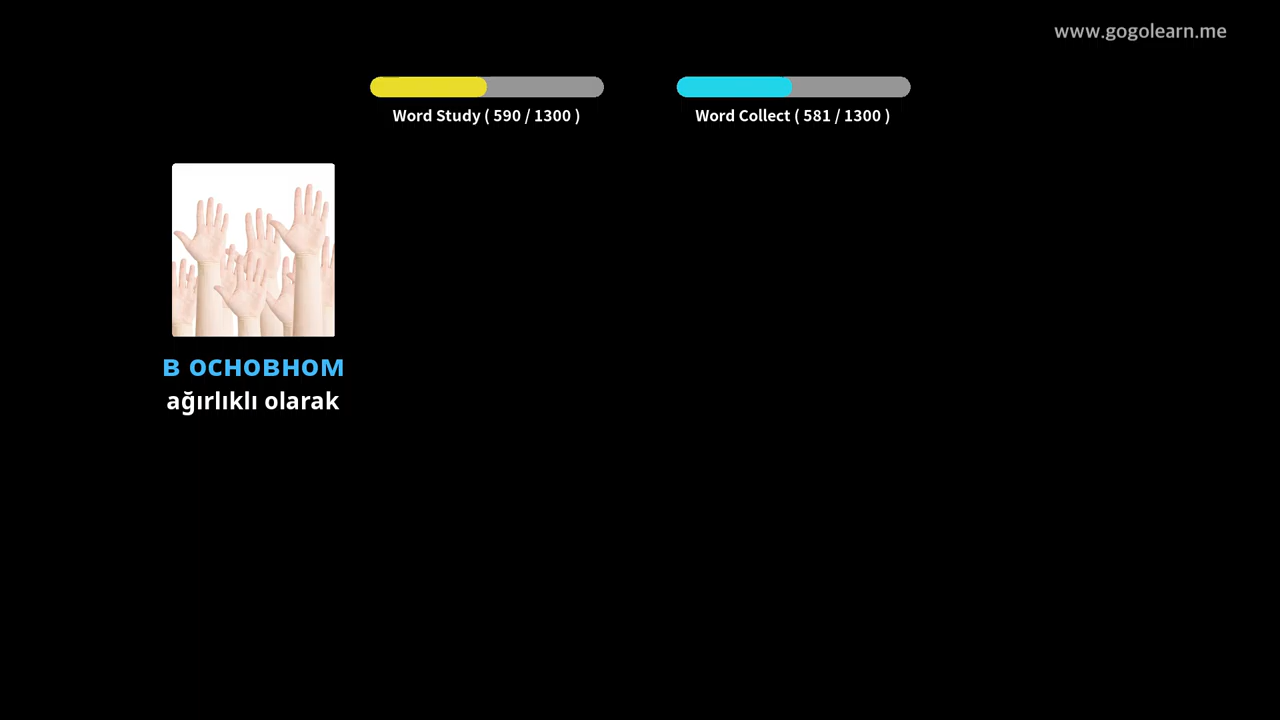 www.gogolearn.me
Word Study ( 590 / 1300 )
Word Collect ( 581 / 1300 )
в основном
ağırlıklı olarak